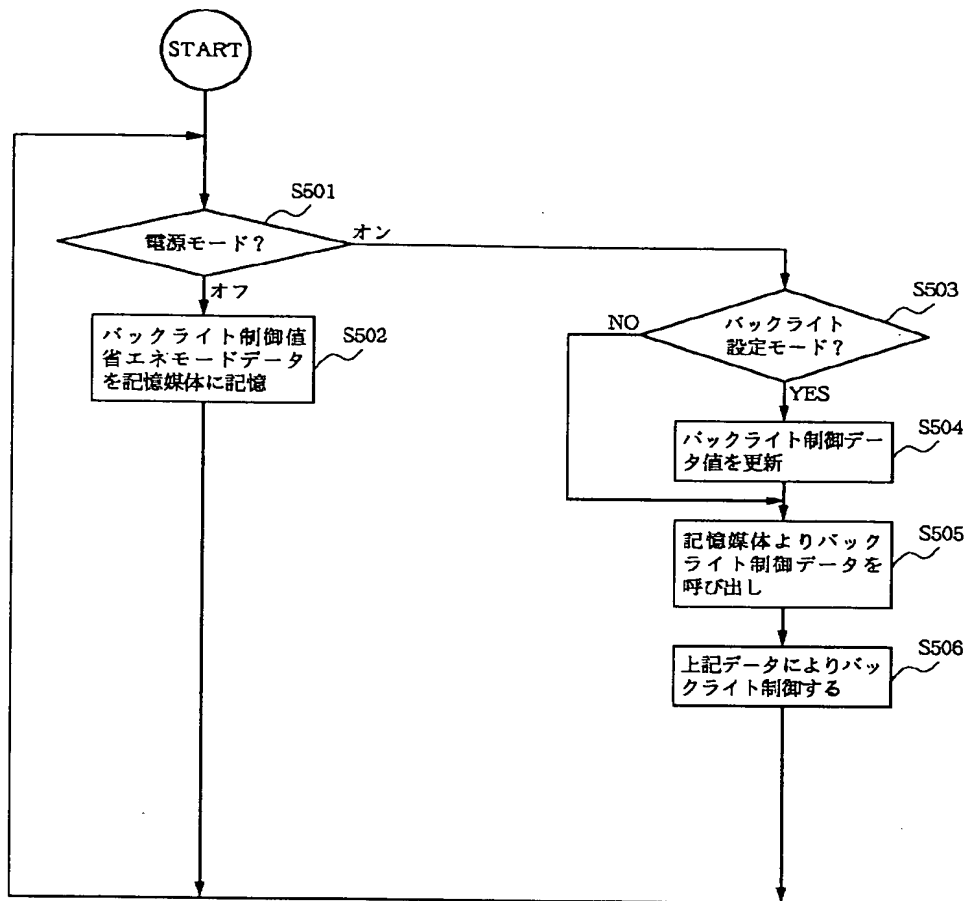 START
S501
電源モード?
オン
オフ
バックライト制御値
省エネモードデータ
を記憶媒体に記憶
S502
S503
バックライト
設定モード?
NO
YES
S504
バックライト制御デー
タ値を更新
S505
記憶媒体よりバック
ライト制御データを
呼び出し
S506
上記データによりバッ
クライト制御する